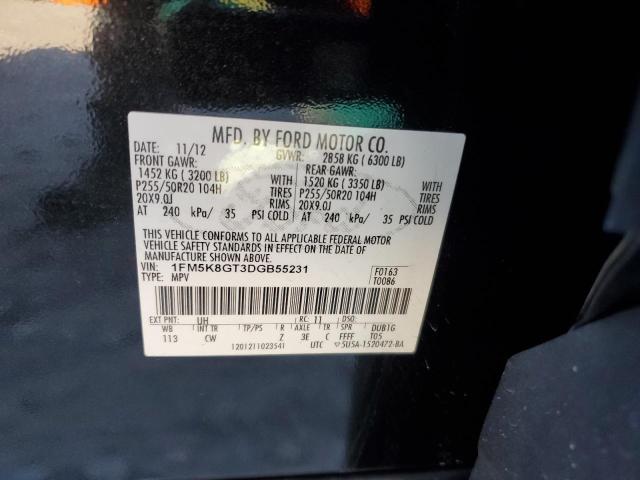 MFD. BY FORD MOTOR CO.
DATE: 11/12 GVWR: 2858 KG ( 6300 LB)
FRONT GAWR: REAR GAWR:
1452 KG ( 3200 LB) 1520 KG ( 3350 LB)
P255/50R20 104H TIRES P255/50R20 104H TIRES
20X9.0J RIMS 20X9.0J RIMS
AT 240 kPa/ 35 PSI COLD AT 240 kPa/ 35 PSI COLD
THIS VEHICLE CONFORMS TO ALL APPLICABLE FEDERAL MOTOR
VEHICLE SAFETY STANDARDS IN EFFECT ON THE DATE OF
MANUFACTURE SHOWN ABOVE.
VIN: 1FM5K8GT3DGB55231 F0163
TYPE: MPV T0086
EXT PNT: UH RC: 11 DSO:
WB INT TR TP/PS R AXLE TR SPR DUB1G
113 CW Z 3E C FFFF T05
1201211023541 UTC 5U5A-1520472-BA